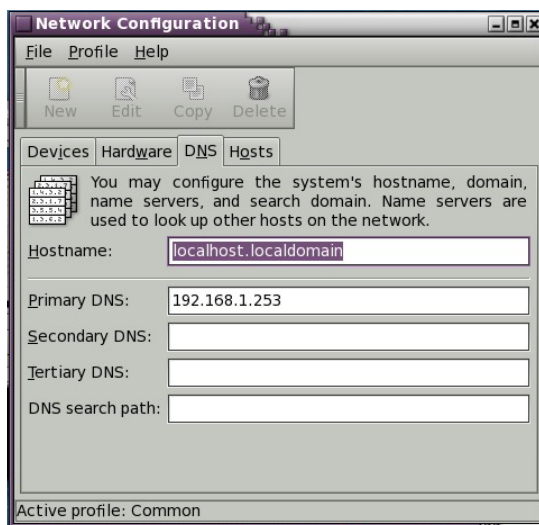 Network Configuration
File Profile Help
New Edit Copy Delete
Devices Hardware DNS Hosts
You may configure the system's hostname, domain,
name servers, and search domain. Name servers are
used to look up other hosts on the network.
Hostname: localhost.localdomain
Primary DNS: 192.168.1.253
Secondary DNS:
Tertiary DNS:
DNS search path:
Active profile: Common